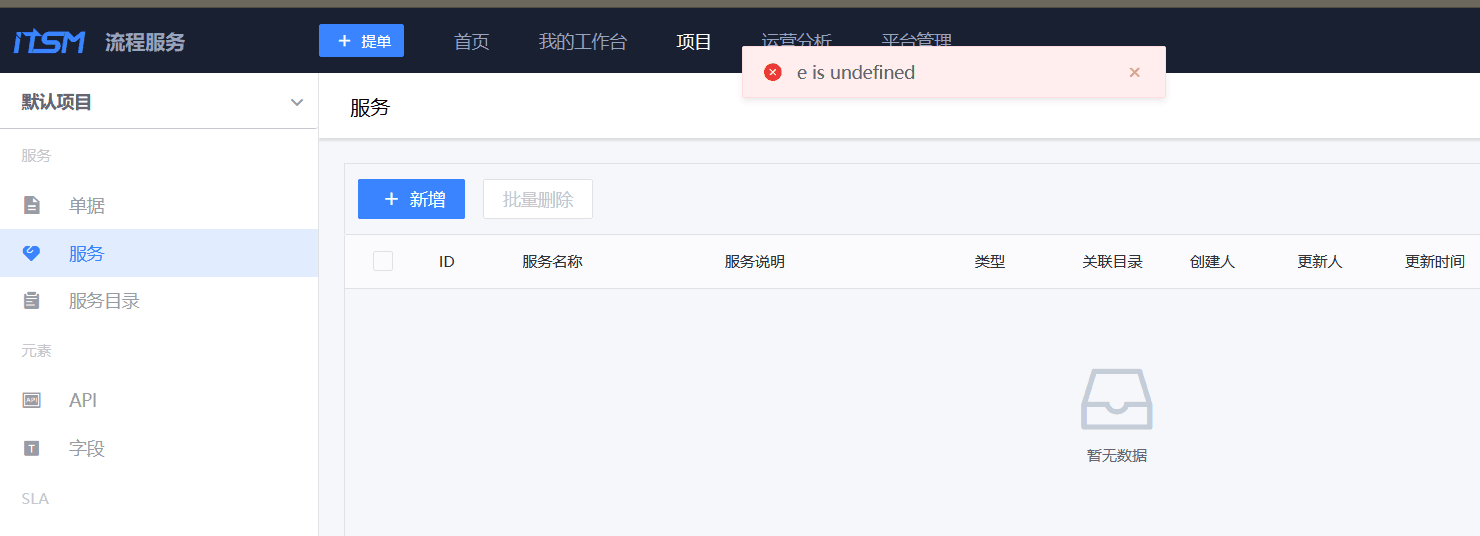 ITSM 流程服务
提单 首页 我的工作台 项目 运营分析 平台管理
e is undefined
默认项目
服务
服务
单据
新增 批量删除
服务
ID 服务名称 服务说明 类型 关联目录 创建人 更新人 更新时间
服务目录
元素
API
API
字段
T
暂无数据
SLA